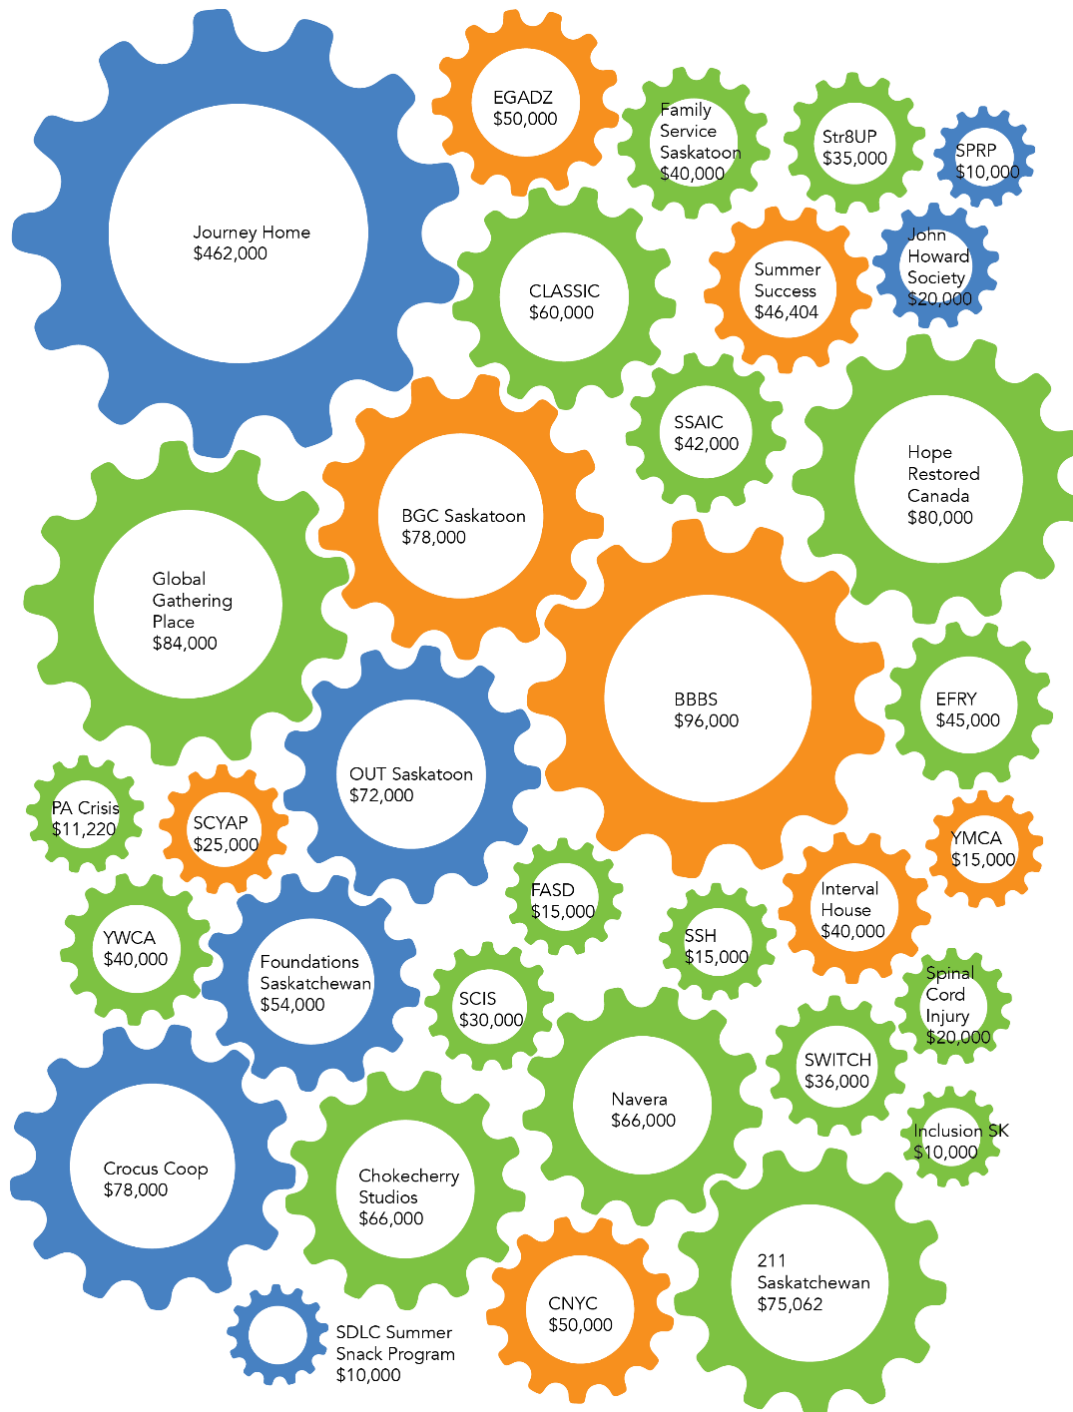 EGADZ
$50,000
Family
Service
Saskatoon
$40,000
Str8UP
$35,000
SPRP
$10,000
Journey Home
$462,000
CLASSIC
$60,000
Summer
Success
$46,404
John
Howard
Society
$20,000
SSAIC
$42,000
Hope
Restored
Canada
$80,000
BGC Saskatoon
$78,000
Global
Gathering
Place
$84,000
BBBS
$96,000
EFRY
$45,000
OUT Saskatoon
$72,000
PA Crisis
$11,220
SCYAP
$25,000
YMCA
$15,000
FASD
$15,000
Interval
House
$40,000
YWCA
$40,000
SSH
$15,000
Foundations
Saskatchewan
$54,000
SCIS
$30,000
Spinal
Cord
Injury
$20,000
SWITCH
$36,000
Navera
$66,000
Inclusion SK
$10,000
Crocus Coop
$78,000
Chokecherry
Studios
$66,000
211
Saskatchewan
$75,062
CNYC
$50,000
SDLC Summer
Snack Program
$10,000